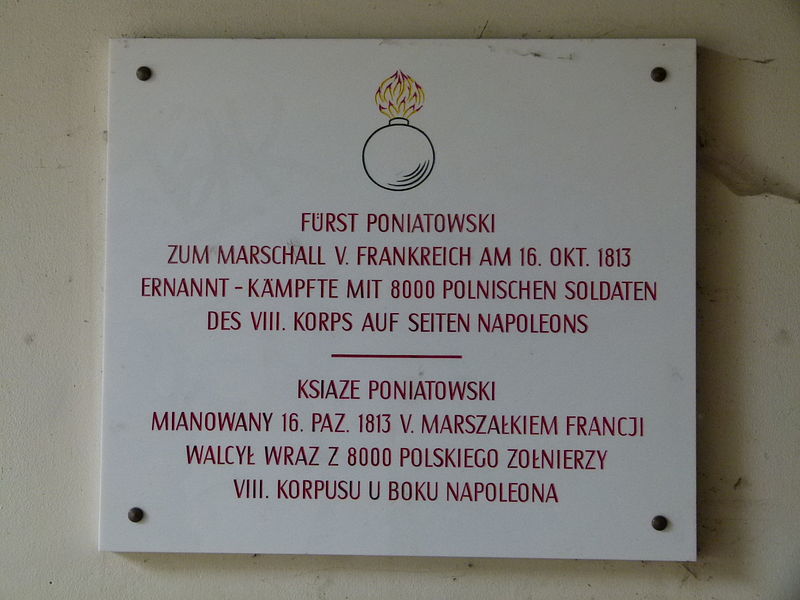 FÜRST PONIATOWSKI
ZUM MARSCHALL V. FRANKREICH AM 16. OKT. 1813
ERNANNT - KÄMPFTE MIT 8000 POLNISCHEN SOLDATEN
DES VIII. KORPS AUF SEITEN NAPOLEONS
KSIAZE PONIATOWSKI
MIANOWANY 16. PAZ. 1813 V. MARSZAŁKIEM FRANCJI
WALCYŁ WRAZ Z 8000 POLSKIEGO ZOŁNIERZY
VIII. KORPUSU U BOKU NAPOLEONA